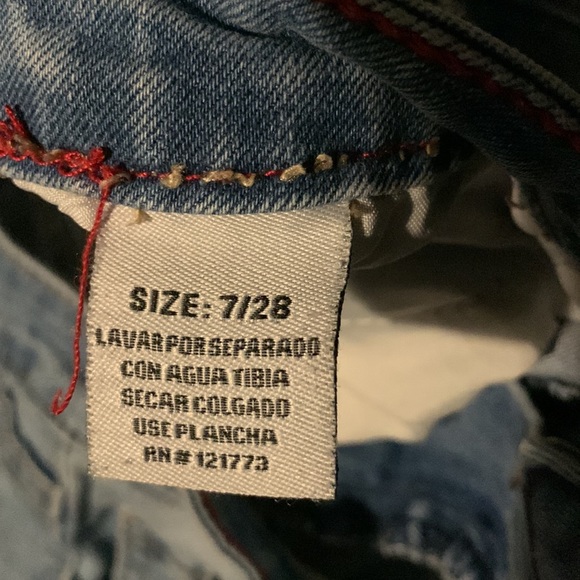 SIZE: 7/28
LAVAR POR SEPARADO
CON AGUA TIBIA
SECAR COLGADO
USE PLANCHA
RN # 121773